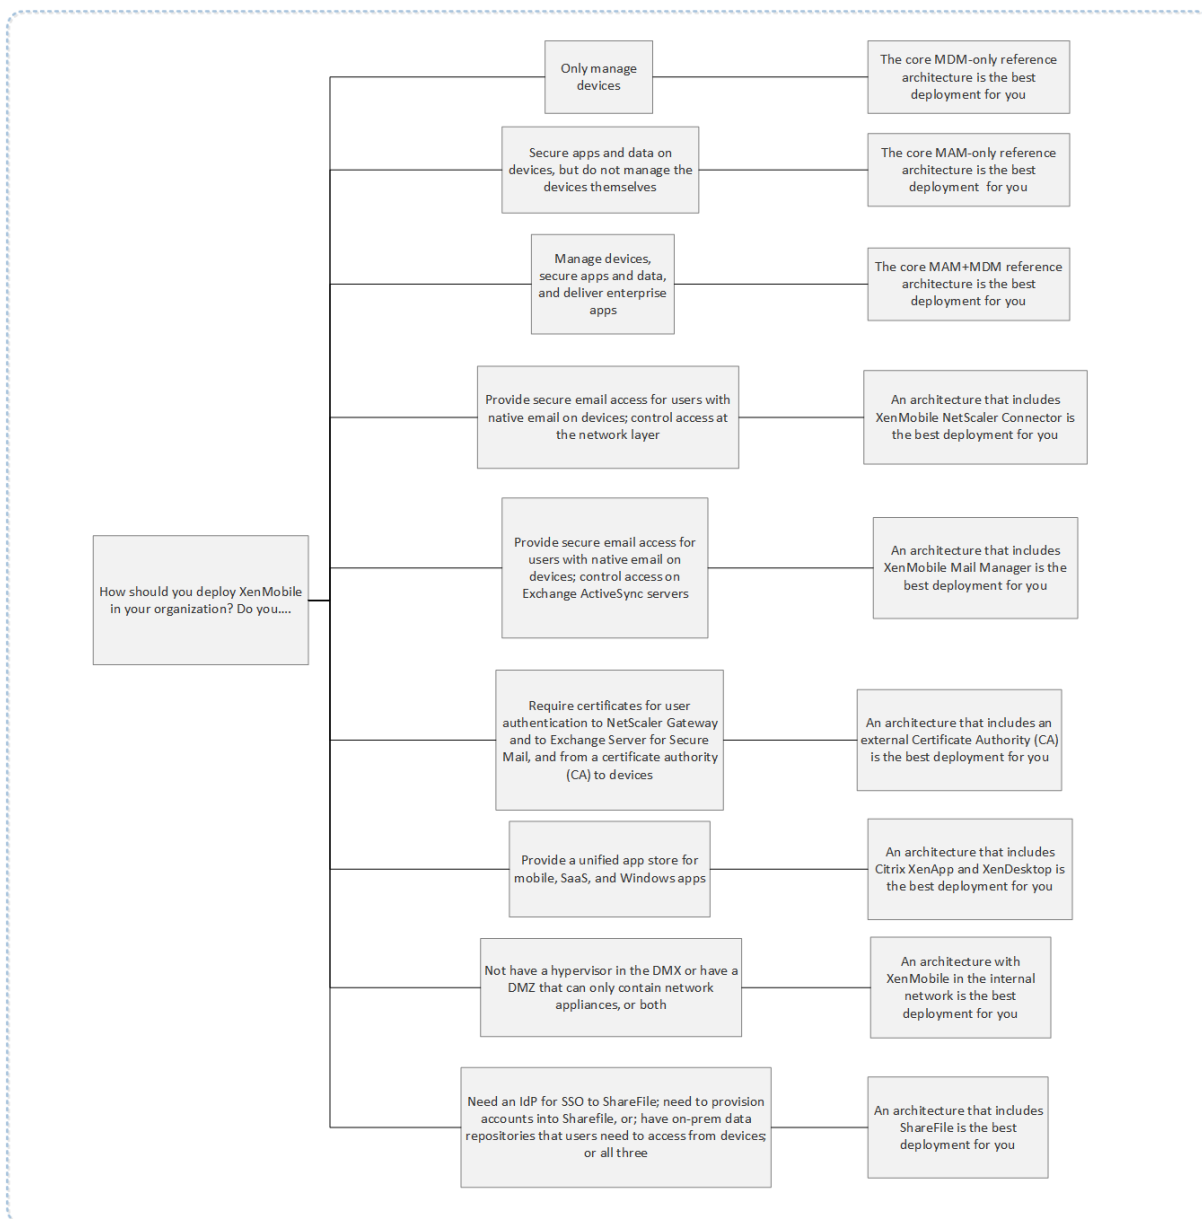 Only manage
devices
The core MDM-only reference
architecture is the best
deployment for you
Secure apps and data on
devices, but do not manage the
devices themselves
The core MAM-only reference
architecture is the best
deployment  for you
Manage devices,
secure apps and data,
and deliver enterprise
apps
The core MAM+MDM reference
architecture is the best
deployment for you
Provide secure email access for users with
native email on devices; control access at
the network layer
An architecture that includes
XenMobile NetScaler Connector is
the best deployment for you
How should you deploy XenMobile
in your organization? Do you....
Provide secure email access for
users with native email on
devices; control access on
Exchange ActiveSync servers
An architecture that includes
XenMobile Mail Manager is the
best deployment for you
Require certificates for user
authentication to NetScaler Gateway
and to Exchange Server for Secure
Mail, and from a certificate authority
(CA) to devices
An architecture that includes an
external Certificate Authority (CA)
is the best deployment for you
Provide a unified app store for
mobile, SaaS, and Windows apps
An architecture that includes
Citrix XenApp and XenDesktop is
the best deployment for you
Not have a hypervisor in the DMX or have a
DMZ that can only contain network
appliances, or both
An architecture with
XenMobile in the internal
network is the best
deployment for you
Need an IdP for SSO to ShareFile; need to provision
accounts into Sharefile, or; have on-prem data
repositories that users need to access from devices;
or all three
An architecture that includes
ShareFile is the best
deployment for you